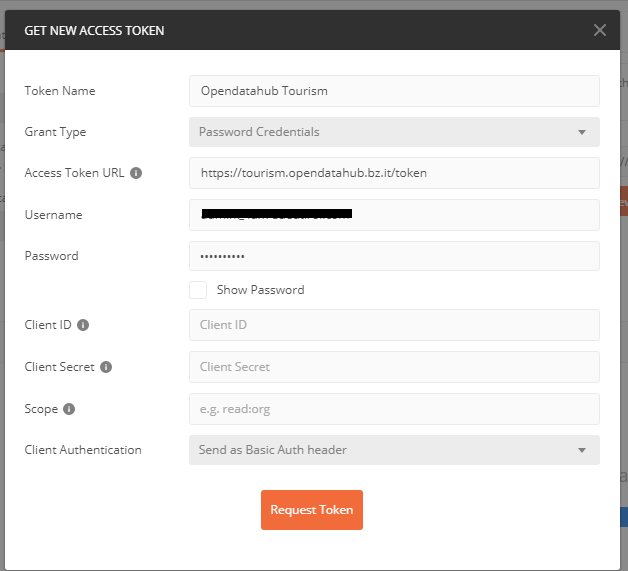 GET NEW ACCESS TOKEN
Token Name
Opendatahub Tourism
Grant Type
Password Credentials
Access Token URL
https://tourism.opendatahub.bz.it/token
Username
Password
••••••••••
Show Password
Client ID
Client ID
Client Secret
Client Secret
Scope
e.g. read:org
Client Authentication
Send as Basic Auth header
Request Token